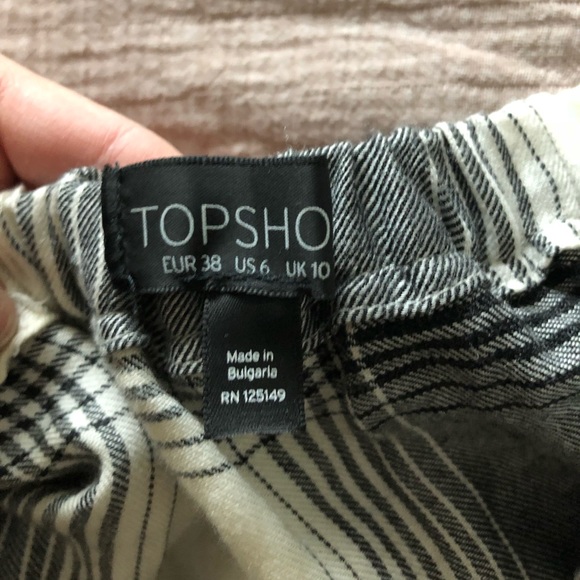 TOPSHO
EUR 38 US 6 UK 10
Made in
Bulgaria
RN 125149